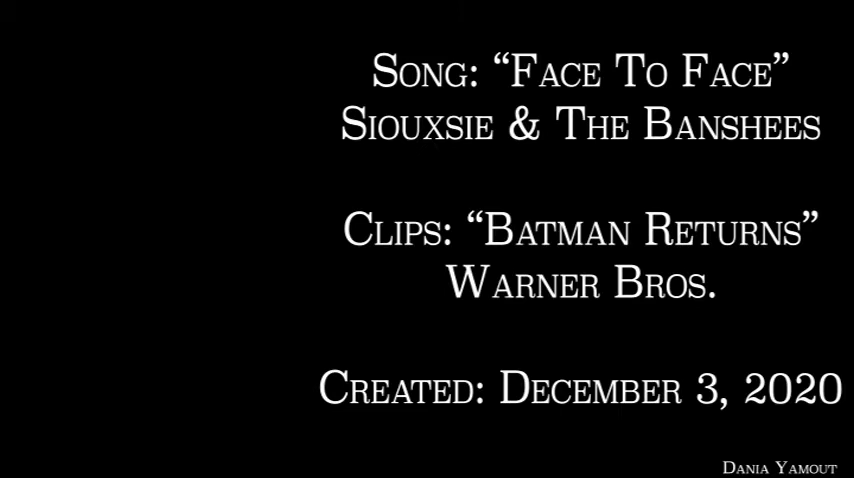 Song: “Face To Face”
Siouxsie & The Banshees
Clips: “Batman Returns”
Warner Bros.
Created: December 3, 2020
Dania Yamout